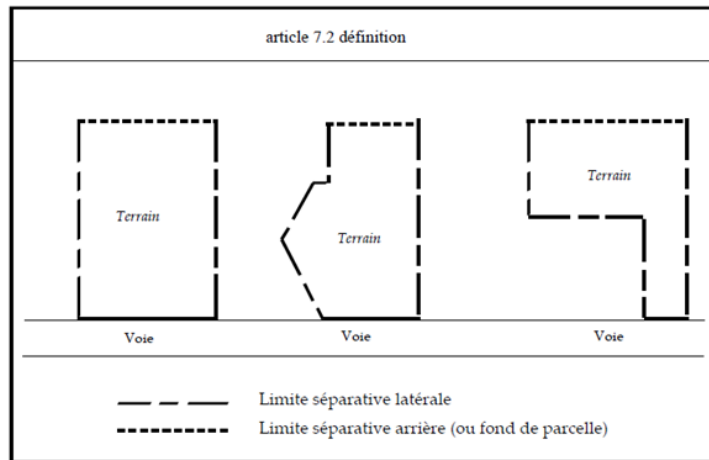 article 7.2 définition
Terrain
Terrain
Terrain
Voie
Voie
Voie
Limite séparative latérale
Limite séparative arrière (ou fond de parcelle)